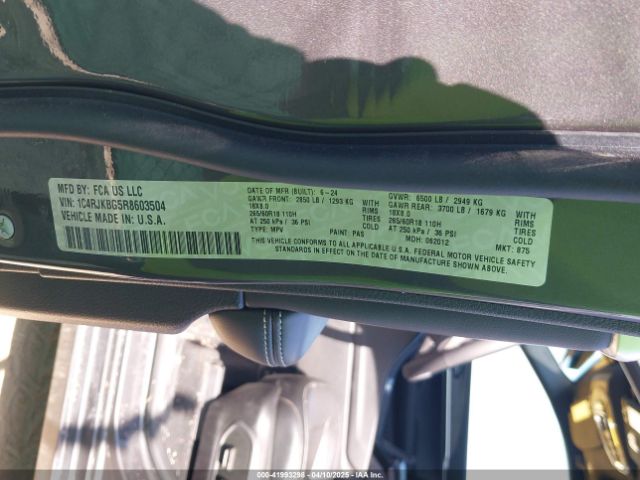 MFD BY: FCA US LLC
VIN: 1C4RJKBG5R8603504
VEHICLE MADE IN U.S.A.
DATE OF MFR (BUILT): 6-24
GAWR FRONT: 2850 LB / 1293 KG
18X8.0 RIMS
265/60R18 110H TIRES
AT 250 kPa / 36 PSI COLD
TYPE: MPV PAINT: PAS
GVWR: 6500 LB / 2949 KG
GAWR REAR: 3700 LB / 1679 KG
18X8.0 RIMS
265/60R18 110H TIRES
AT 250 kPa / 36 PSI COLD
MDH: 062012 MKT: 875
THIS VEHICLE CONFORMS TO ALL APPLICABLE U.S.A. FEDERAL MOTOR VEHICLE SAFETY
STANDARDS IN EFFECT ON THE DATE OF MANUFACTURE SHOWN ABOVE.
000-41993298 - 04/10/2025 - IAAI.COM